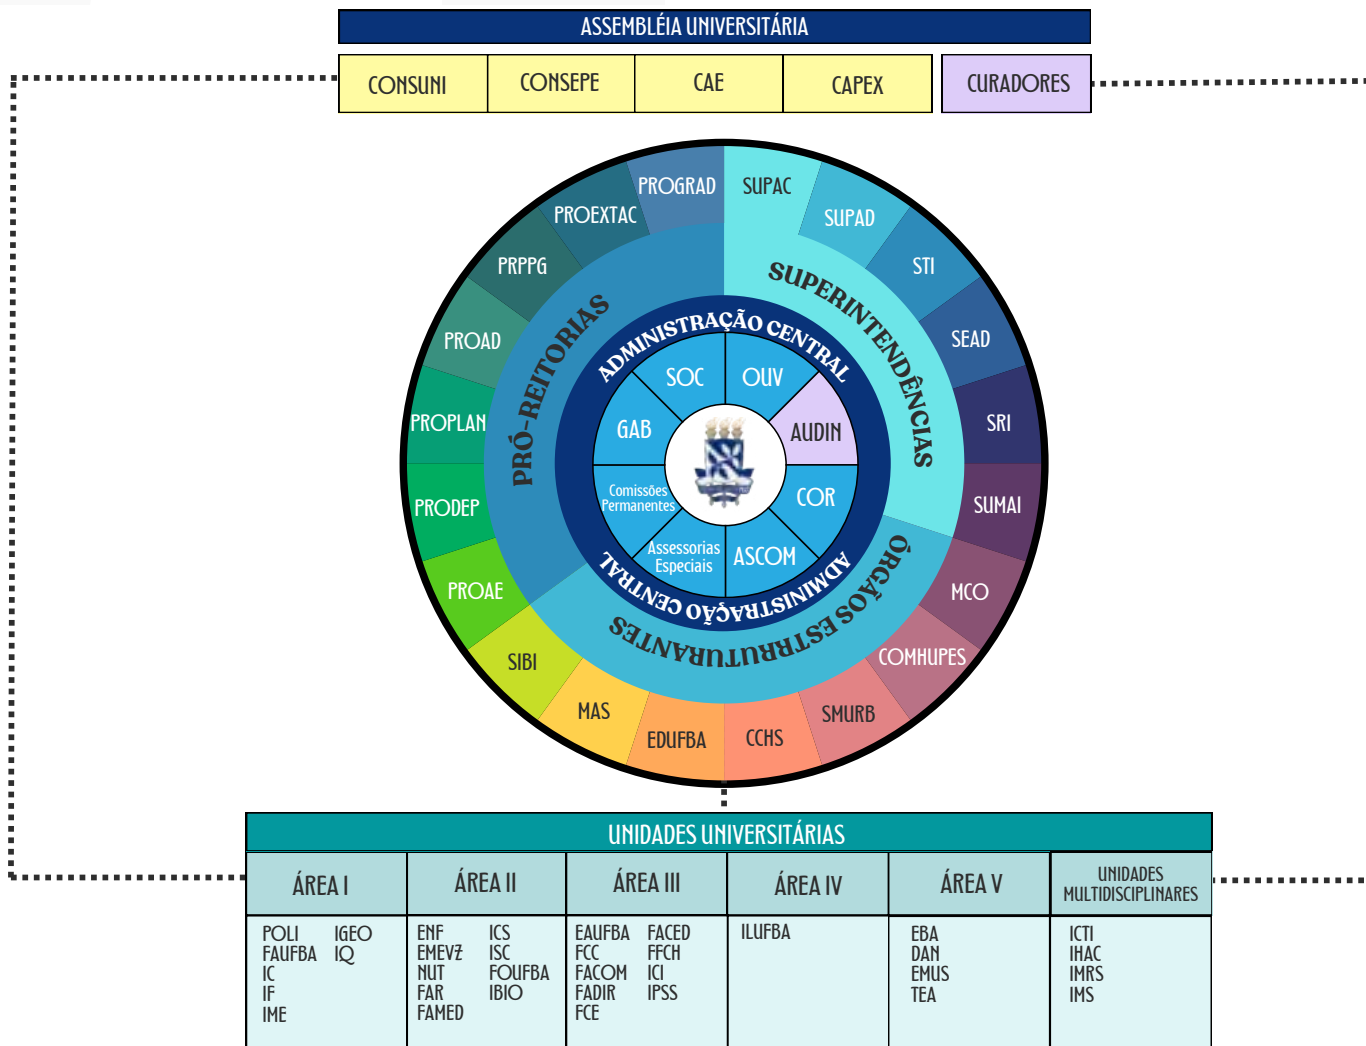 ASSEMBLÉIA UNIVERSITÁRIA
CONSUNI
CONSEPE
CAE
CAPEX
CURADORES
PROGRAD
SUPAC
PROEXTAC
SUPAD
PRPPG
STI
PROAD
SEAD
PROPLAN
SRI
PRODEP
SUMAI
PROAE
MCO
SIBI
COMHUPES
MAS
SMURB
EDUFBA
CCHS
PRÓ-REITORIAS
SUPERINTENDÊNCIAS
ÓRGÃOS ESTRRUTURANTES
ADMINISTRAÇÃO CENTRAL
SOC
OUV
GAB
AUDIN
Comissões
Permanentes
COR
Assessorias
Especiais
ASCOM
ADMINISTRAÇÃO CENTRAL
UNIDADES UNIVERSITÁRIAS
ÁREA I
ÁREA II
ÁREA III
ÁREA IV
ÁREA V
UNIDADES
MULTIDISCIPLINARES
POLI
FAUFBA
IC
IF
IME
IGEO
IQ
ENF
EMEVZ
NUT
FAR
FAMED
ICS
ISC
FOUFBA
IBIO
EAUFBA
FCC
FACOM
FADIR
FCE
FACED
FFCH
ICI
IPSS
ILUFBA
EBA
DAN
EMUS
TEA
ICTI
IHAC
IMRS
IMS